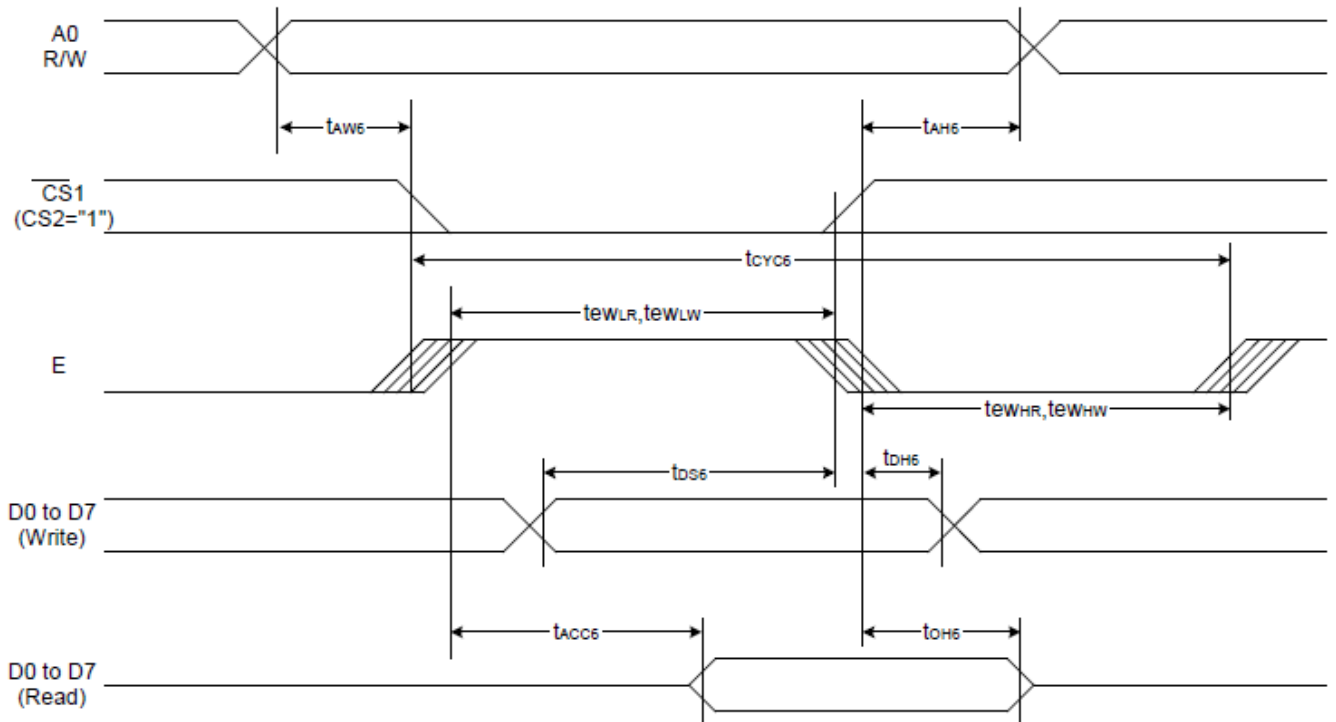 A0
R/W
tAW6
tAH6
CS1
(CS2="1")
tCYC6
tewLR,tewLW
E
tewHR,tewHW
tDS6
tDH6
D0 to D7
(Write)
tACC6
tOH6
D0 to D7
(Read)